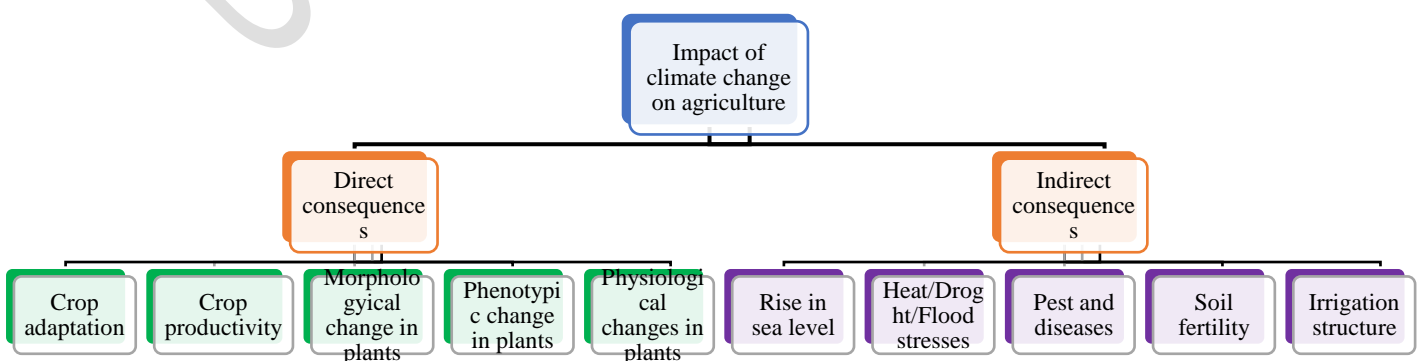 Impact of
climate change
on agriculture
Direct
consequence
s
Indirect
consequence
s
Crop
adaptation
Crop
productivity
Morpholo
gyical
change in
plants
Phenotypi
c change
in plants
Physiologi
cal
changes in
plants
Rise in
sea level
Heat/Drog
ht/Flood
stresses
Pest and
diseases
Soil
fertility
Irrigation
structure